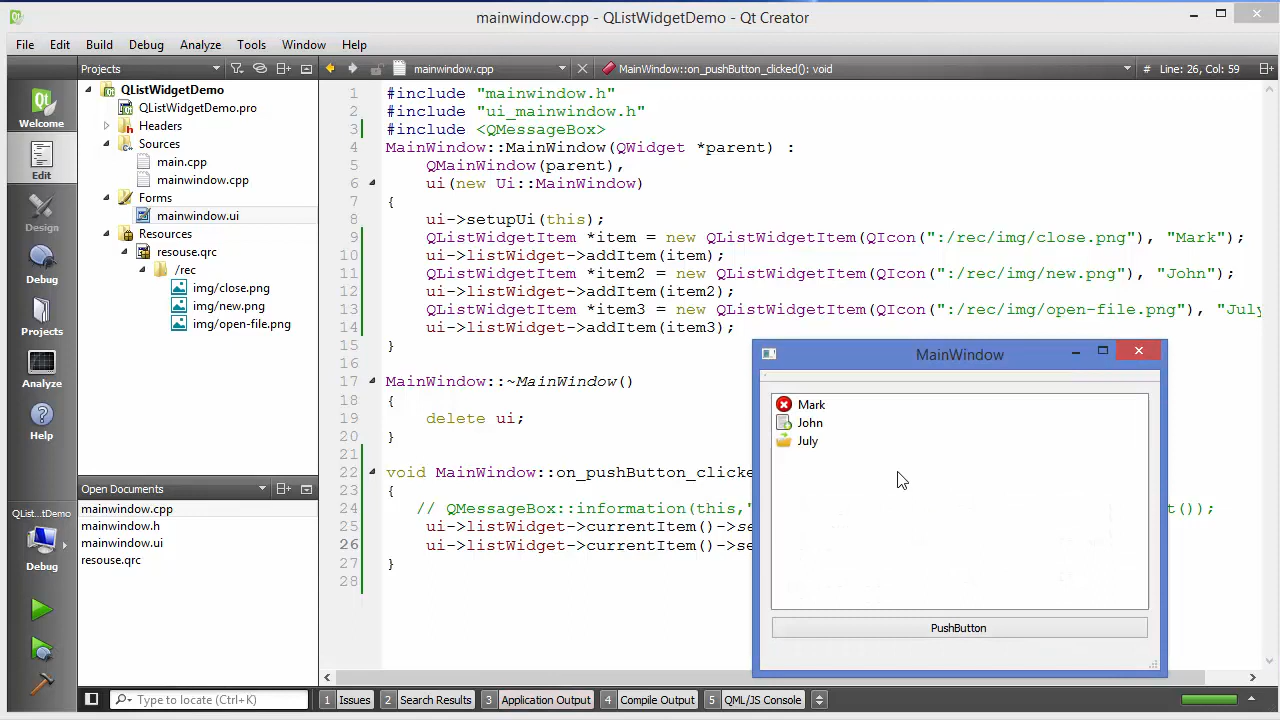 mainwindow.cpp - QListWidgetDemo - Qt Creator
File Edit Build Debug Analyze Tools Window Help
Projects
mainwindow.cpp
MainWindow::on_pushButton_clicked(): void
# Line: 26, Col: 59
Welcome
Edit
Design
Debug
Projects
Analyze
Help
QLis...tDemo
Debug
QListWidgetDemo
QListWidgetDemo.pro
Headers
Sources
main.cpp
mainwindow.cpp
Forms
mainwindow.ui
Resources
resouse.qrc
/rec
img/close.png
img/new.png
img/open-file.png
Open Documents
mainwindow.cpp
mainwindow.h
mainwindow.ui
resouse.qrc
1 #include "mainwindow.h"
2 #include "ui_mainwindow.h"
3 #include <QMessageBox>
4 MainWindow::MainWindow(QWidget *parent) :
5 QMainWindow(parent),
6 ui(new Ui::MainWindow)
7 {
8 ui->setupUi(this);
9 QListWidgetItem *item = new QListWidgetItem(QIcon(":/rec/img/close.png"), "Mark");
10 ui->listWidget->addItem(item);
11 QListWidgetItem *item2 = new QListWidgetItem(QIcon(":/rec/img/new.png"), "John");
12 ui->listWidget->addItem(item2);
13 QListWidgetItem *item3 = new QListWidgetItem(QIcon(":/rec/img/open-file.png"), "July
14 ui->listWidget->addItem(item3);
15 }
16
17 MainWindow::~MainWindow()
18 {
19 delete ui;
20 }
21
22 void MainWindow::on_pushButton_clicke
23 {
24 // QMessageBox::information(this," t());
25 ui->listWidget->currentItem()->se
26 ui->listWidget->currentItem()->se
27 }
28
MainWindow
Mark
John
July
PushButton
Type to locate (Ctrl+K)
1 Issues 2 Search Results 3 Application Output 4 Compile Output 5 QML/JS Console